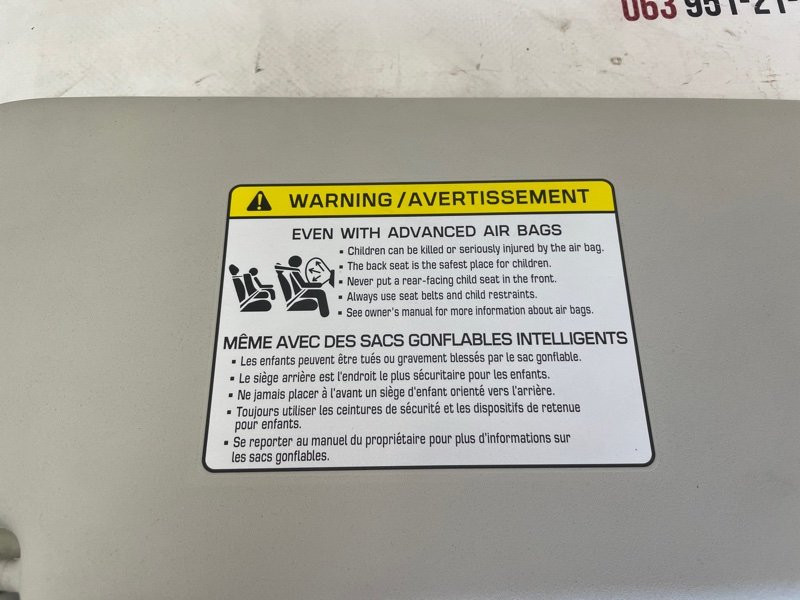 063 951-21-
WARNING/AVERTISSEMENT
EVEN WITH ADVANCED AIR BAGS
▪ Children can be killed or seriously injured by the air bag.
▪ The back seat is the safest place for children.
▪ Never put a rear-facing child seat in the front.
▪ Always use seat belts and child restraints.
▪ See owner's manual for more information about air bags.
MÊME AVEC DES SACS GONFLABLES INTELLIGENTS
▪ Les enfants peuvent être tués ou gravement blessés par le sac gonflable.
▪ Le siège arrière est l'endroit le plus sécuritaire pour les enfants.
▪ Ne jamais placer à l'avant un siège d'enfant orienté vers l'arrière.
▪ Toujours utiliser les ceintures de sécurité et les dispositifs de retenue
pour enfants.
▪ Se reporter au manuel du propriétaire pour plus d'informations sur
les sacs gonflables.